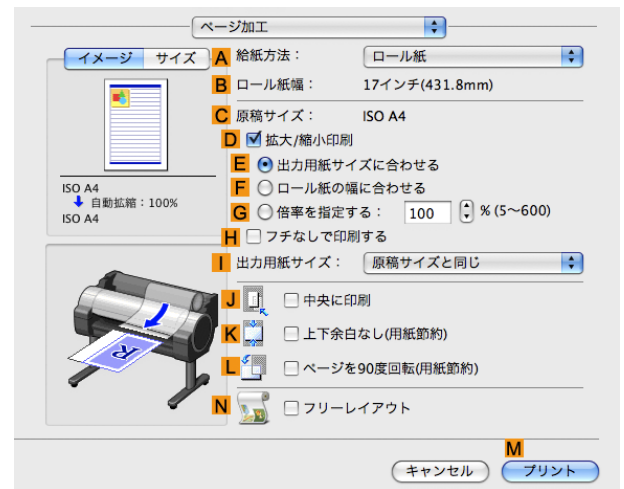 ページ加工
イメージ サイズ
A 給紙方法： ロール紙
B ロール紙幅： 17インチ(431.8mm)
C 原稿サイズ： ISO A4
D 拡大/縮小印刷
E 出力用紙サイズに合わせる
F ロール紙の幅に合わせる
G 倍率を指定する： 100 % (5～600)
H フチなしで印刷する
I 出力用紙サイズ： 原稿サイズと同じ
ISO A4
自動拡縮：100%
ISO A4
R
J 中央に印刷
K 上下余白なし(用紙節約)
L ページを90度回転(用紙節約)
N フリーレイアウト
M
キャンセル プリント